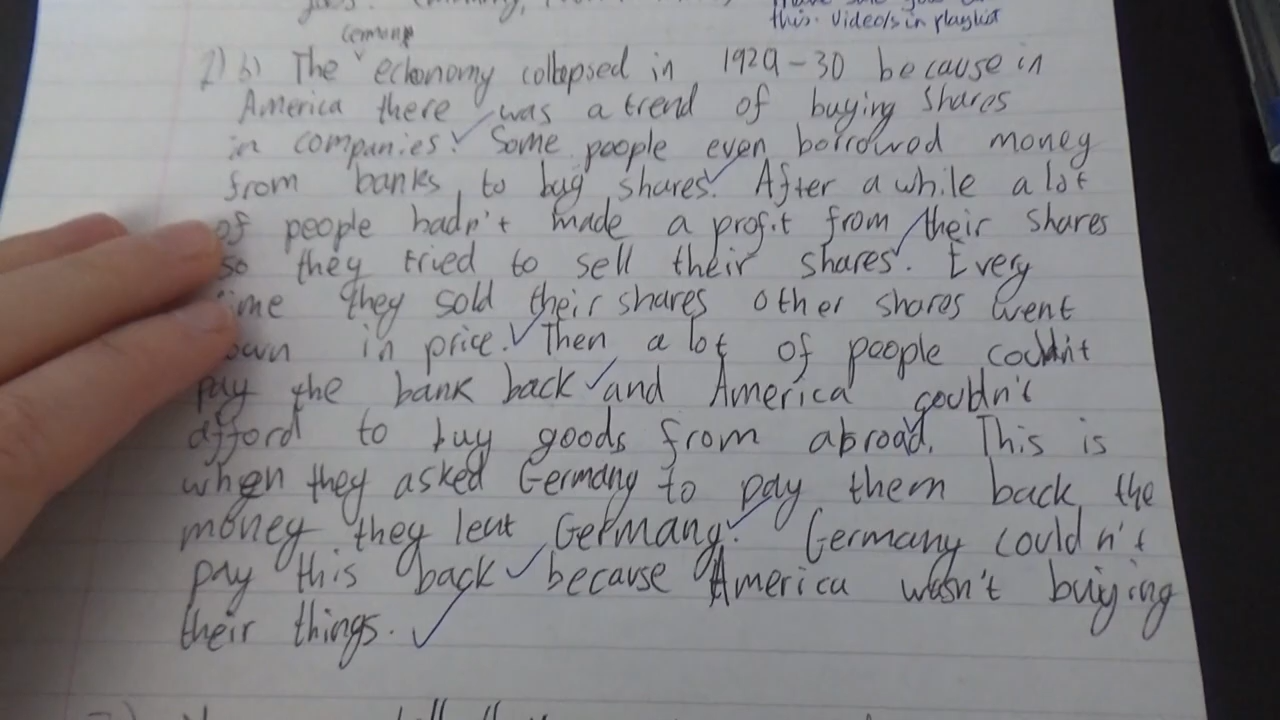 this. Videos in playlist
Germany
2) b) The eckonomy collapsed in 1929-30 because in
America there was a trend of buying shares
in companies. Some people even borrowed money
from banks to buy shares. After a while a lot
of people hadn't made a profit from their shares
so they tried to sell their shares. Every
time they sold their shares other shares went
own in price. Then a lot of people couldn't
pay the bank back and America couldn't
afford to buy goods from abroad. This is
when they asked Germany to pay them back the
money they lent Germany. Germany couldn't
pay this back because America wasn't buying
their things.